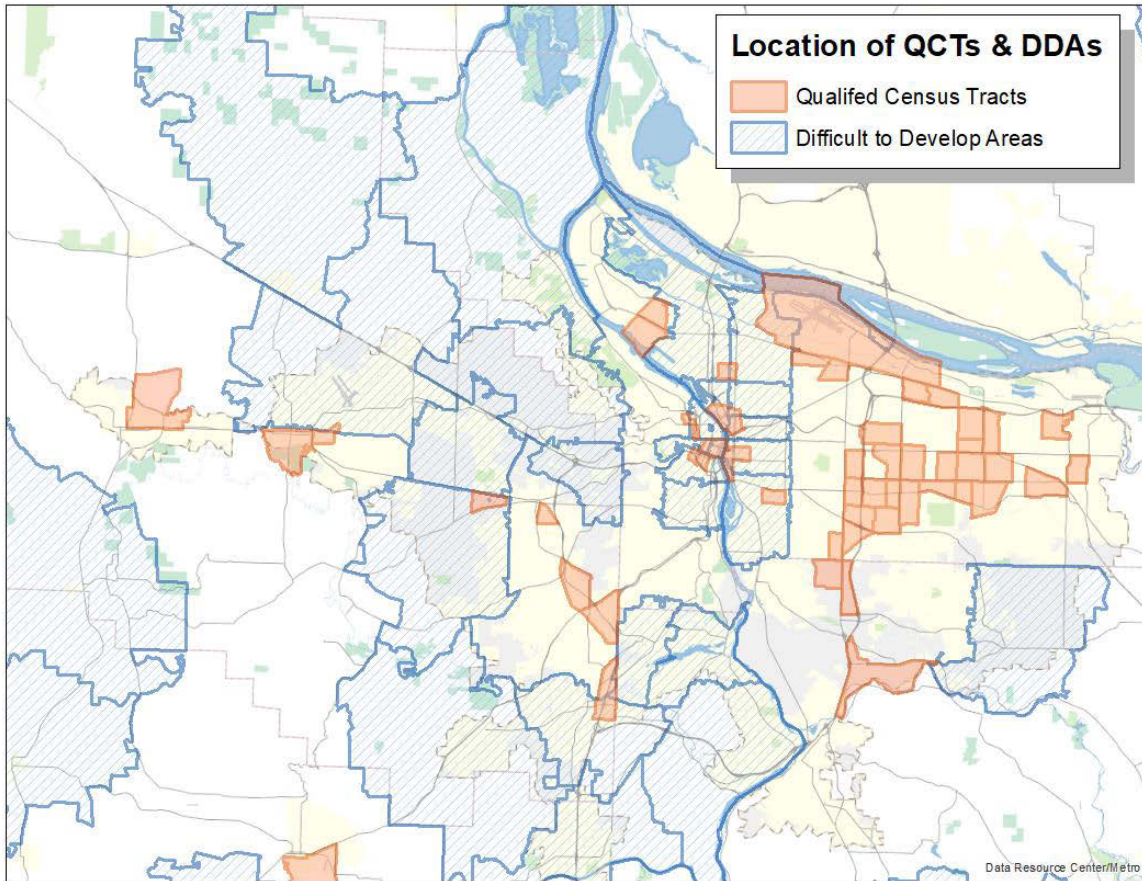 Location of QCTs & DDAs
Qualifed Census Tracts
Difficult to Develop Areas
Data Resource Center/Metro